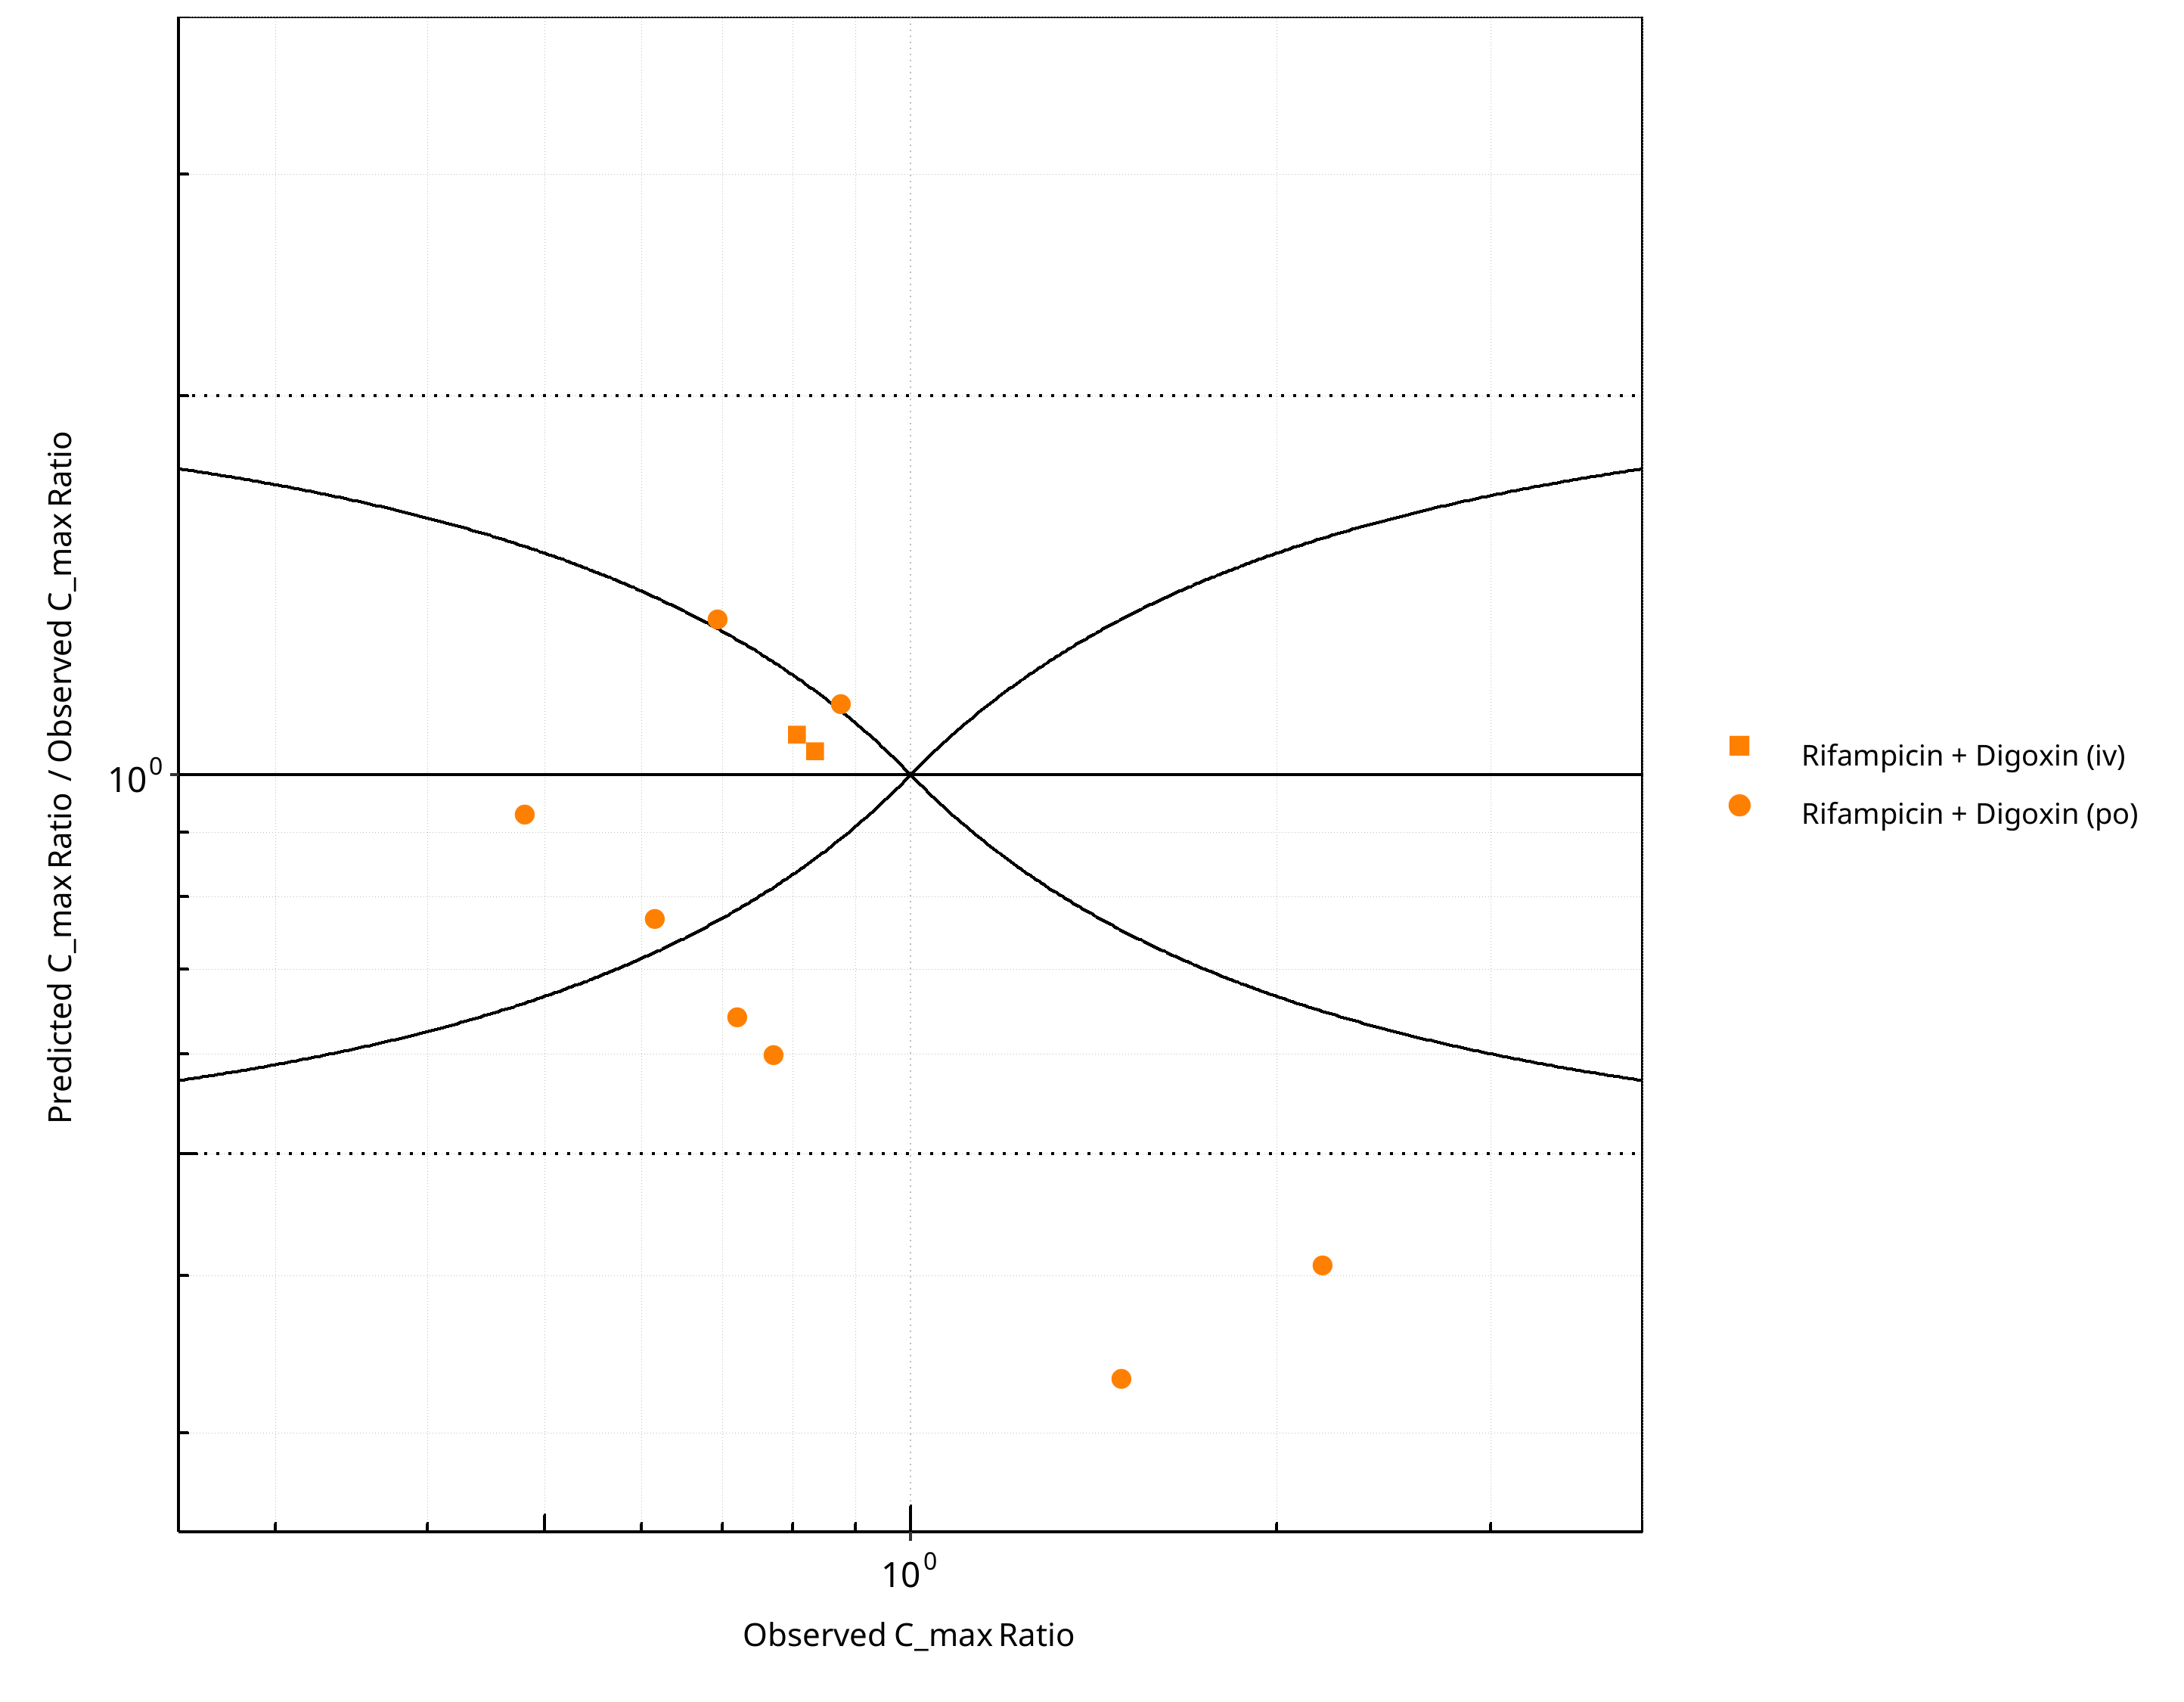 Predicted C_max Ratio / Observed C_max Ratio
10^0
10^0
Observed C_max Ratio
Rifampicin + Digoxin (iv)
Rifampicin + Digoxin (po)